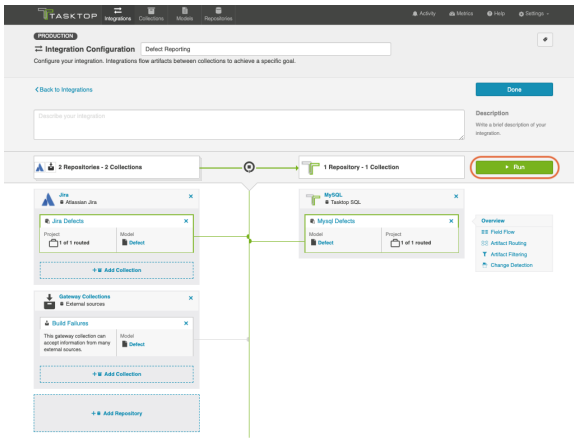 TASKTOP
Integrations
Collections
Models
Repositories
Activity
Metrics
Help
Settings
PRODUCTION
Integration Configuration
Defect Reporting
Configure your integration. Integrations flow artifacts between collections to achieve a specific goal.
Back to Integrations
Done
Describe your integration
Description
Write a brief description of your
integration.
2 Repositories - 2 Collections
1 Repository - 1 Collection
Run
Jira
Atlassian Jira
Jira Defects
Project
1 of 1 routed
Model
Defect
+ Add Collection
MySQL
Tasktop SQL
Mysql Defects
Model
Defect
Project
1 of 1 routed
Overview
Field Flow
Artifact Routing
Artifact Filtering
Change Detection
Gateway Collections
External sources
Build Failures
This gateway collection can
accept information from many
external sources.
Model
Defect
+ Add Collection
+ Add Repository